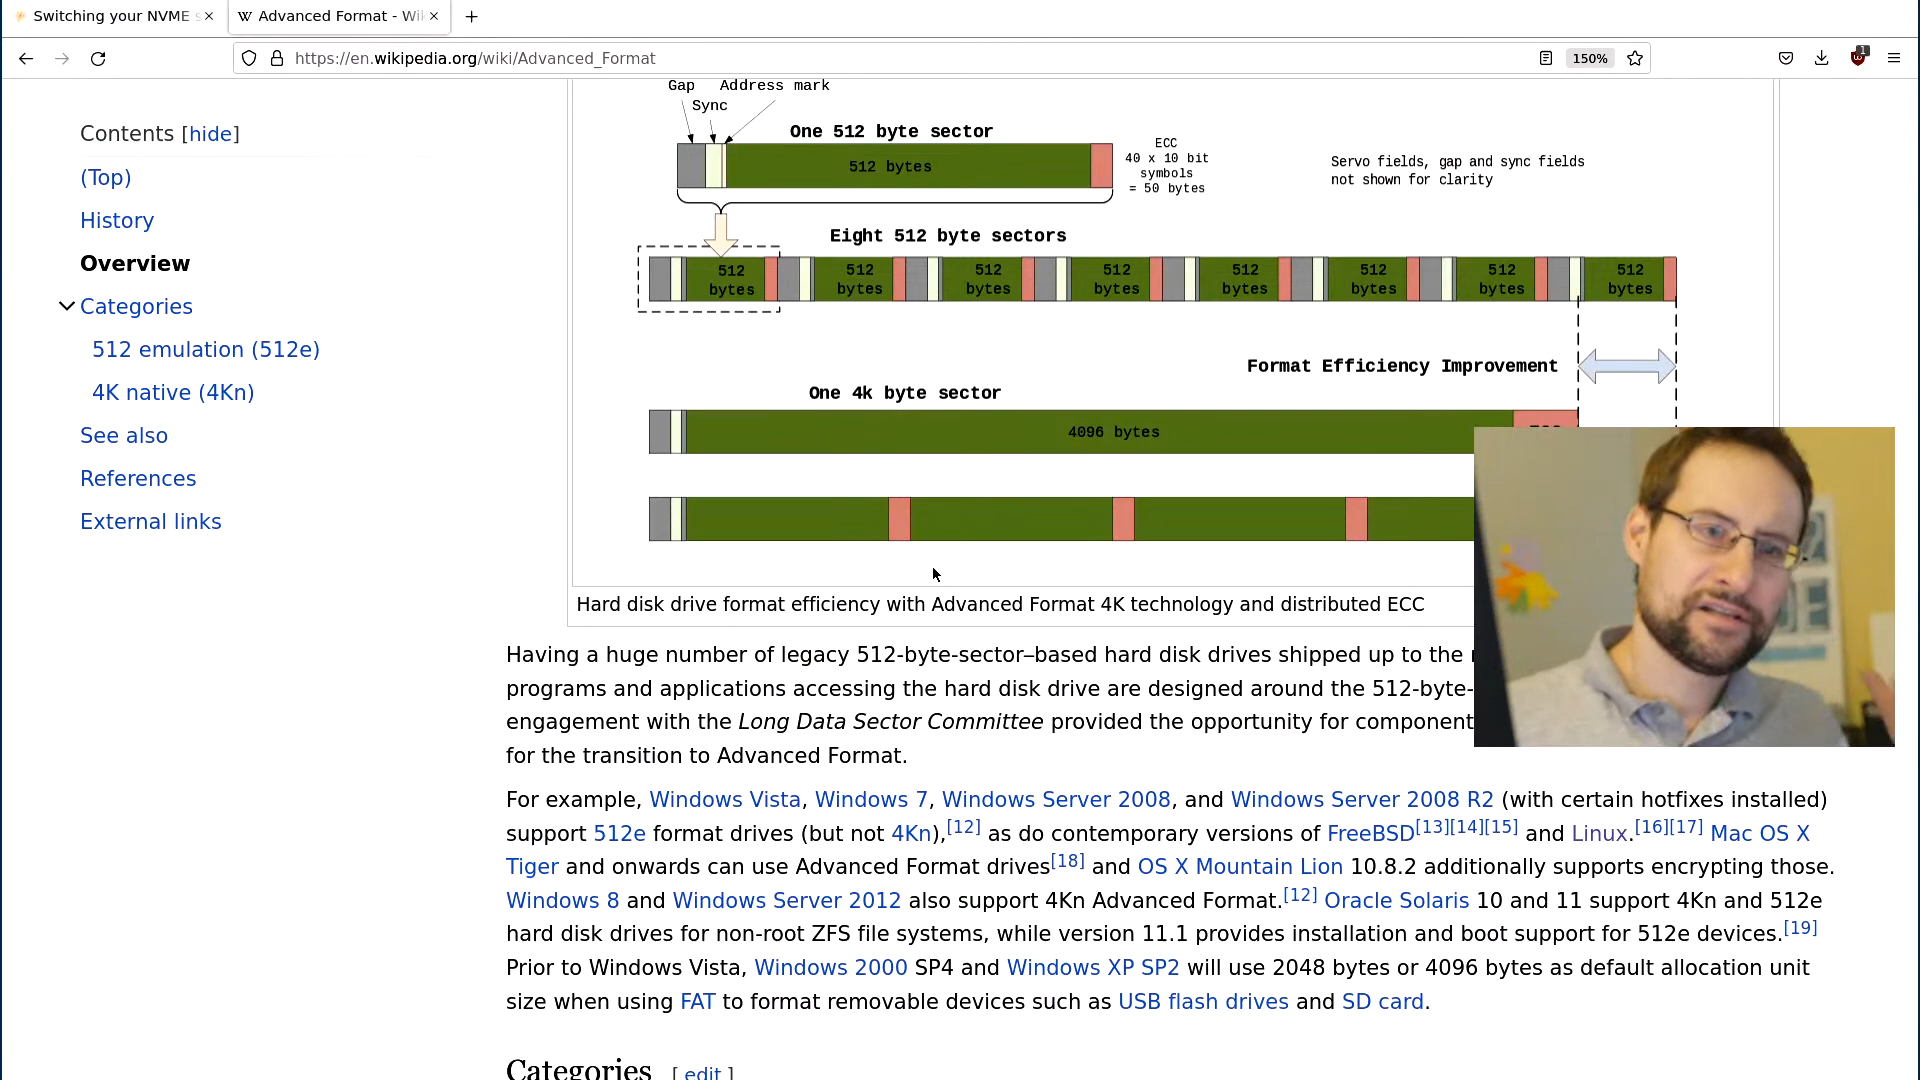 Switching your NVME
Advanced Format - Wi
https://en.wikipedia.org/wiki/Advanced_Format
150%
1
Contents [hide]
(Top)
History
Overview
Categories
512 emulation (512e)
4K native (4Kn)
See also
References
External links
Gap Address mark
Sync
One 512 byte sector
512 bytes
ECC
40 x 10 bit
symbols
= 50 bytes
Servo fields, gap and sync fields
not shown for clarity
Eight 512 byte sectors
512 512 512 512 512 512 512 512
bytes bytes bytes bytes bytes bytes bytes bytes
Format Efficiency Improvement
One 4k byte sector
4096 bytes
Hard disk drive format efficiency with Advanced Format 4K technology and distributed ECC
Having a huge number of legacy 512-byte-sector–based hard disk drives shipped up to the
programs and applications accessing the hard disk drive are designed around the 512-byte-
engagement with the Long Data Sector Committee provided the opportunity for component
for the transition to Advanced Format.
For example, Windows Vista, Windows 7, Windows Server 2008, and Windows Server 2008 R2 (with certain hotfixes installed)
support 512e format drives (but not 4Kn),[12] as do contemporary versions of FreeBSD[13][14][15] and Linux.[16][17] Mac OS X
Tiger and onwards can use Advanced Format drives[18] and OS X Mountain Lion 10.8.2 additionally supports encrypting those.
Windows 8 and Windows Server 2012 also support 4Kn Advanced Format.[12] Oracle Solaris 10 and 11 support 4Kn and 512e
hard disk drives for non-root ZFS file systems, while version 11.1 provides installation and boot support for 512e devices.[19]
Prior to Windows Vista, Windows 2000 SP4 and Windows XP SP2 will use 2048 bytes or 4096 bytes as default allocation unit
size when using FAT to format removable devices such as USB flash drives and SD card.
Categories [ edit ]